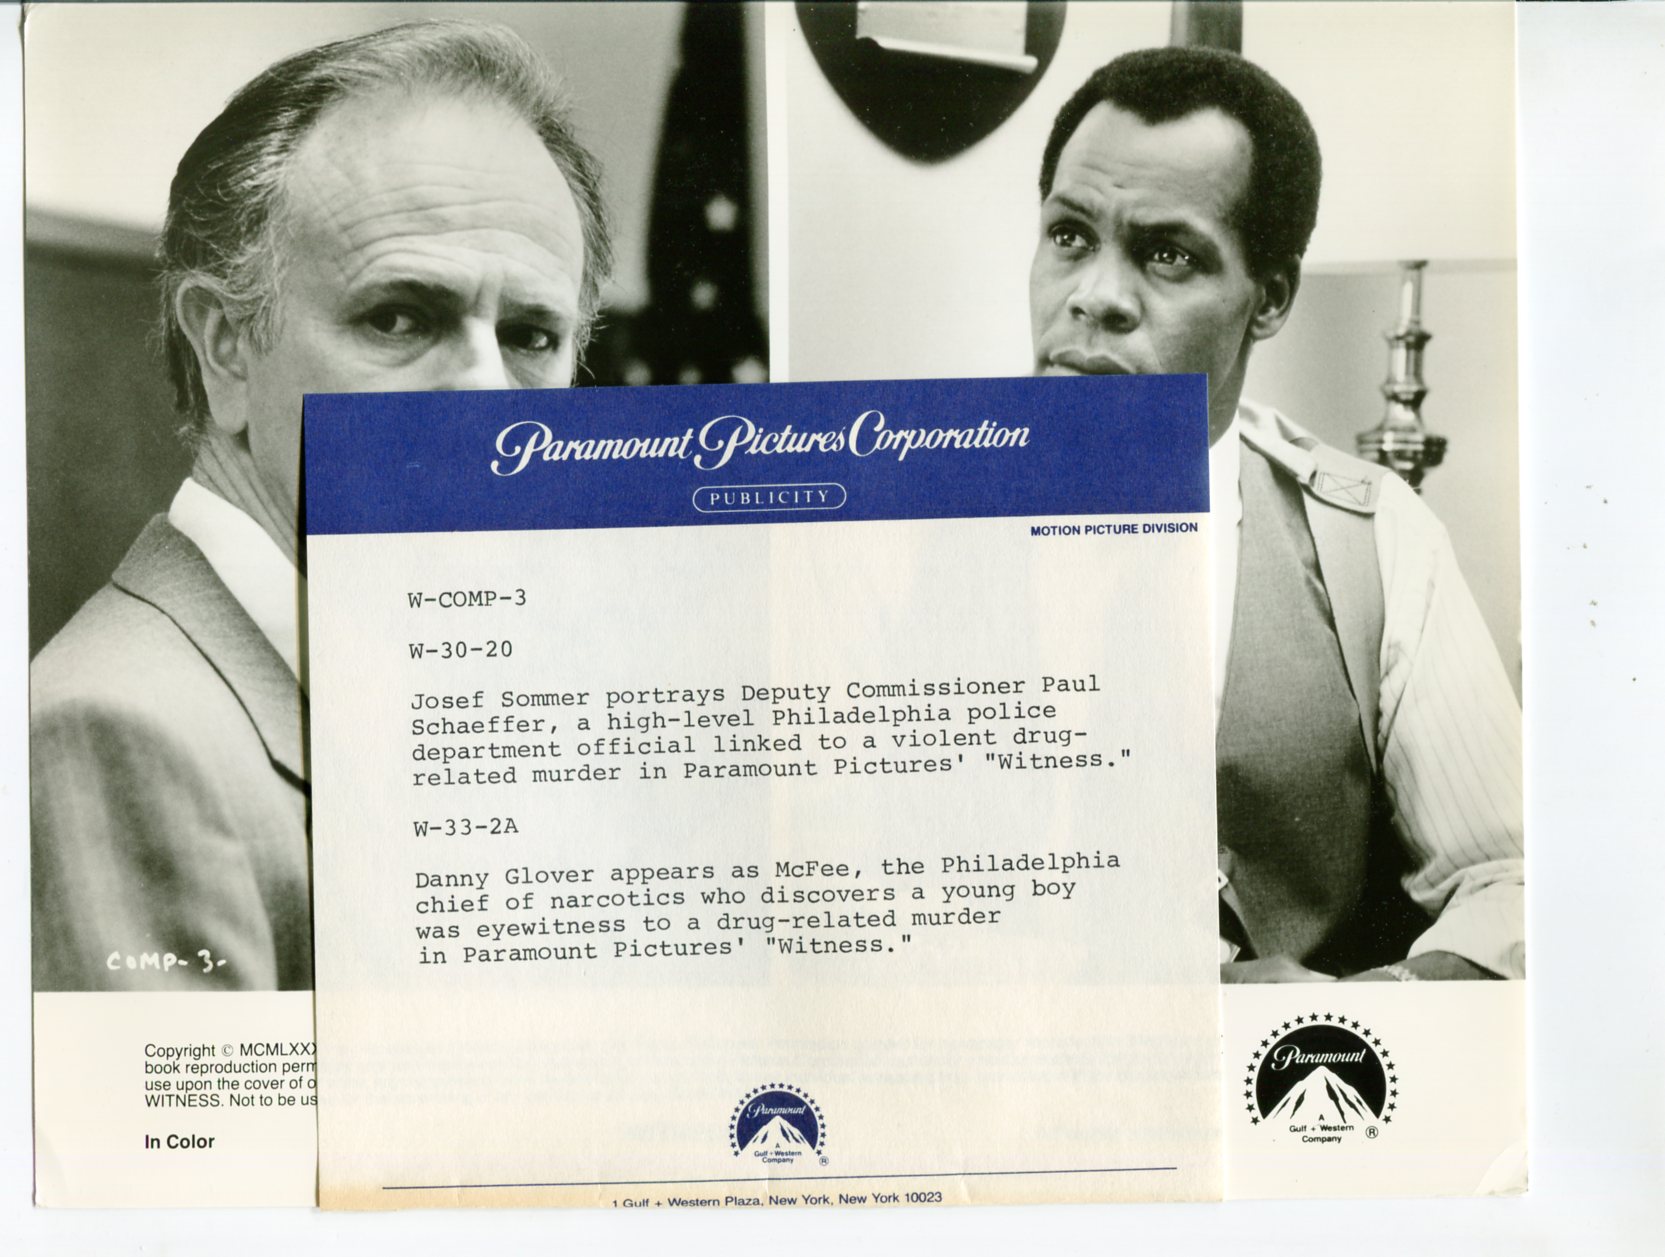 Paramount Pictures Corporation
PUBLICITY
MOTION PICTURE DIVISION
W-COMP-3
W-30-20
Josef Sommer portrays Deputy Commissioner Paul
Schaeffer, a high-level Philadelphia police
department official linked to a violent drug-
related murder in Paramount Pictures' "Witness."
W-33-2A
Danny Glover appears as McFee, the Philadelphia
chief of narcotics who discovers a young boy
was eyewitness to a drug-related murder
in Paramount Pictures' "Witness."
COMP-3-
Copyright © MCMLXXX
book reproduction perm
use upon the cover of o
WITNESS. Not to be us
In Color
Paramount
A
Gulf + Western
Company
®
Paramount
A
Gulf + Western
Company
®
1 Gulf + Western Plaza, New York, New York 10023